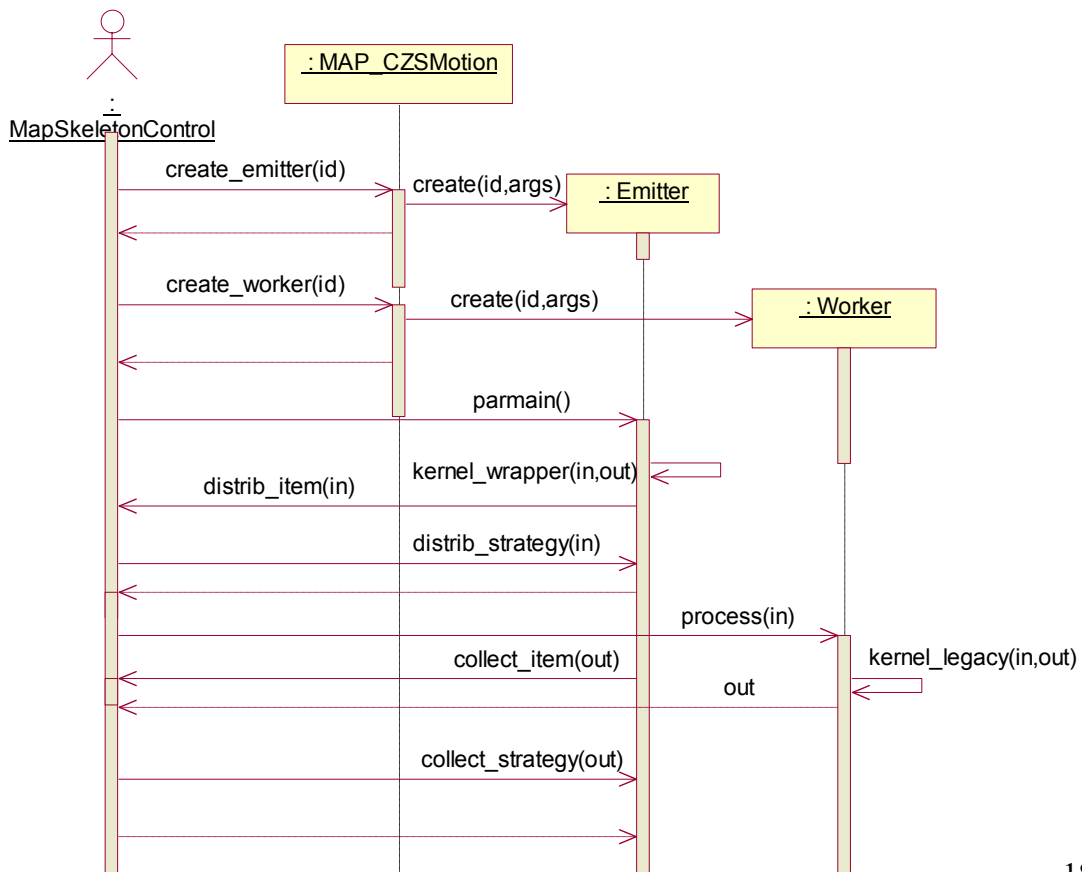 : MAP_CZSMotion
:
MapSkeletonControl
create_emitter(id)
create(id,args)
: Emitter
create_worker(id)
create(id,args)
: Worker
parmain()
kernel_wrapper(in,out)
distrib_item(in)
distrib_strategy(in)
process(in)
collect_item(out)
kernel_legacy(in,out)
out
collect_strategy(out)